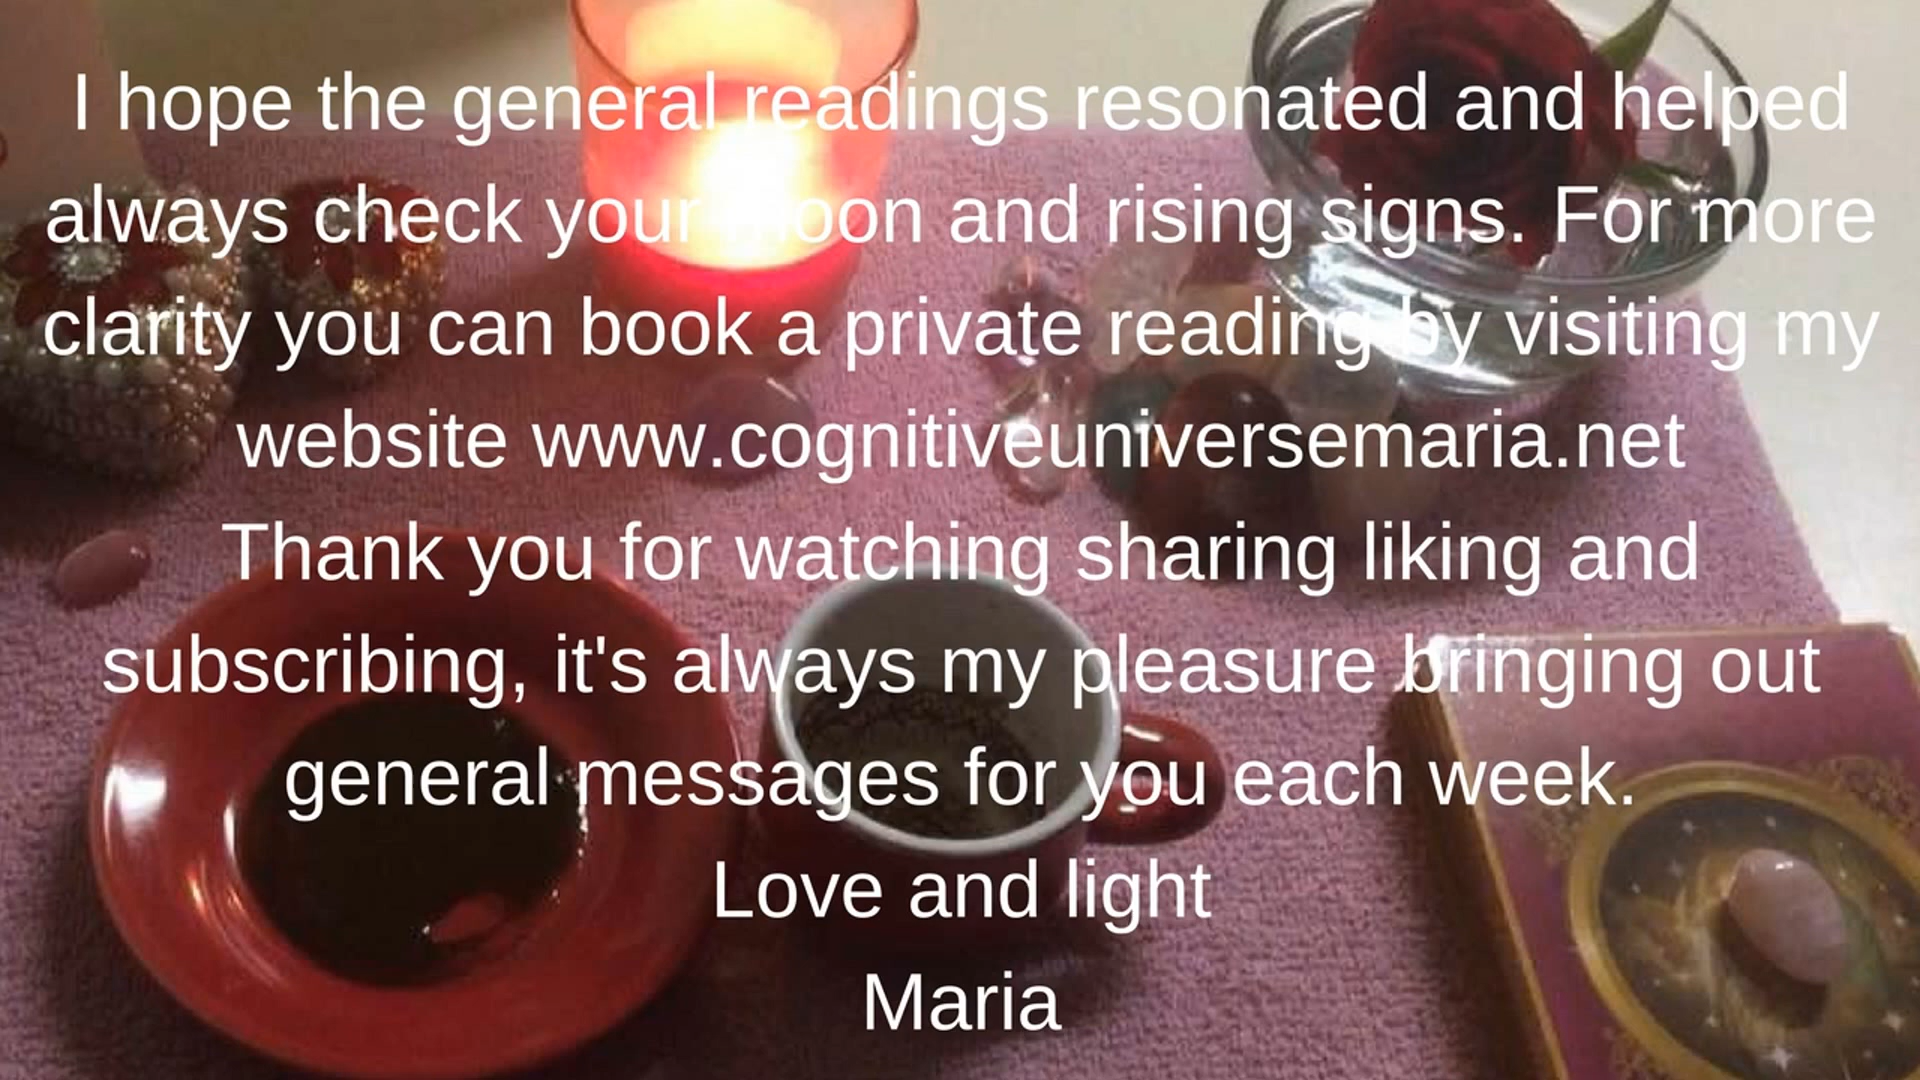 I hope the general readings resonated and helped
always check your moon and rising signs. For more
clarity you can book a private reading by visiting my
website www.cognitiveuniversemaria.net
Thank you for watching sharing liking and
subscribing, it's always my pleasure bringing out
general messages for you each week.
Love and light
Maria